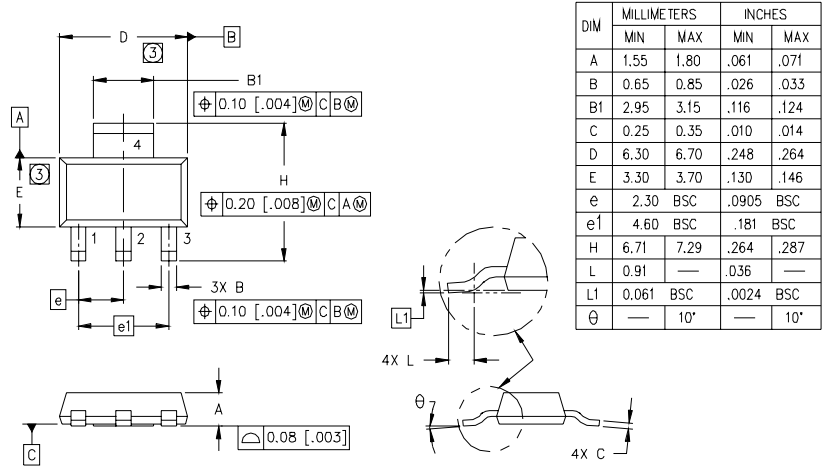 D
3
B
B1
⌖ 0.10 [.004]Ⓜ C BⓂ
A
4
3
E
H
⌖ 0.20 [.008]Ⓜ C AⓂ
1 2 3
e
3X B
e1
⌖ 0.10 [.004]Ⓜ C BⓂ
L1
4X L
A
C
⌓ 0.08 [.003]
θ
4X C
DIM MILLIMETERS INCHES
MIN MAX MIN MAX
A 1.55 1.80 .061 .071
B 0.65 0.85 .026 .033
B1 2.95 3.15 .116 .124
C 0.25 0.35 .010 .014
D 6.30 6.70 .248 .264
E 3.30 3.70 .130 .146
e 2.30 BSC .0905 BSC
e1 4.60 BSC .181 BSC
H 6.71 7.29 .264 .287
L 0.91 — .036 —
L1 0.061 BSC .0024 BSC
θ — 10° — 10°